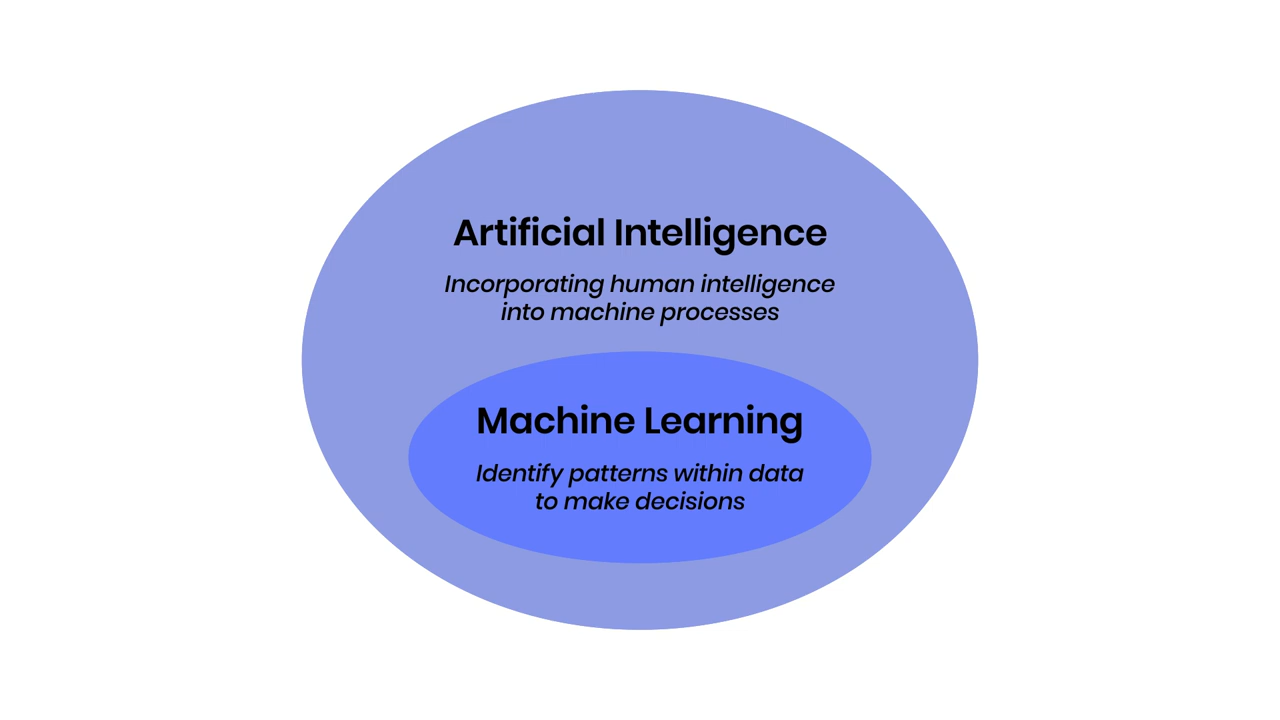 Artificial Intelligence
Incorporating human intelligence
into machine processes
Machine Learning
Identify patterns within data
to make decisions